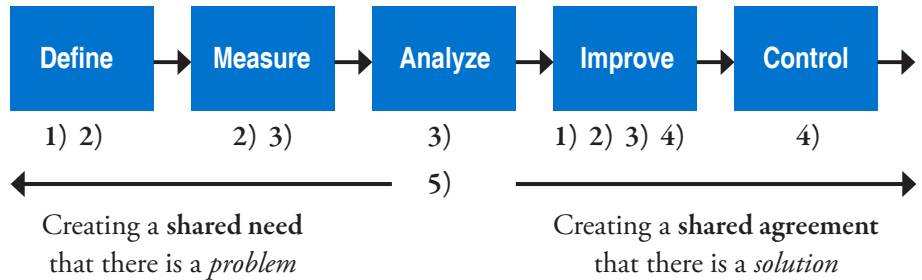 Define Measure Analyze Improve Control
1) 2) 2) 3) 3) 1) 2) 3) 4) 4)
5)
Creating a shared need
that there is a problem
Creating a shared agreement
that there is a solution